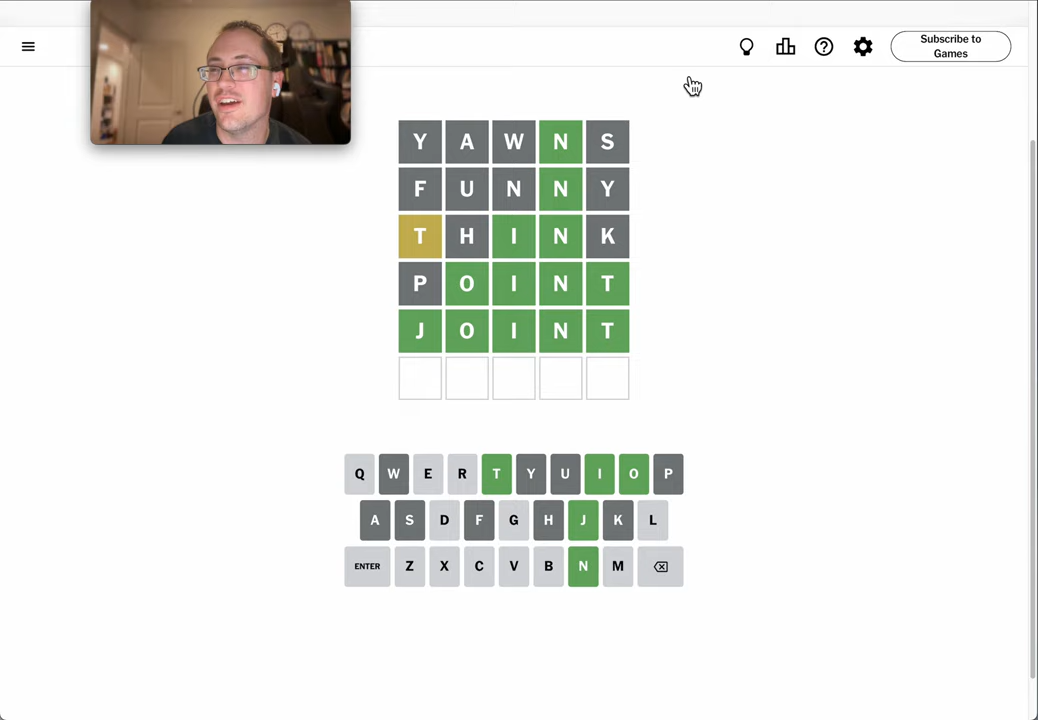 Subscribe to
Games
Y A W N S
F U N N Y
T H I N K
P O I N T
J O I N T
Q W E R T Y U I O P
A S D F G H J K L
ENTER Z X C V B N M